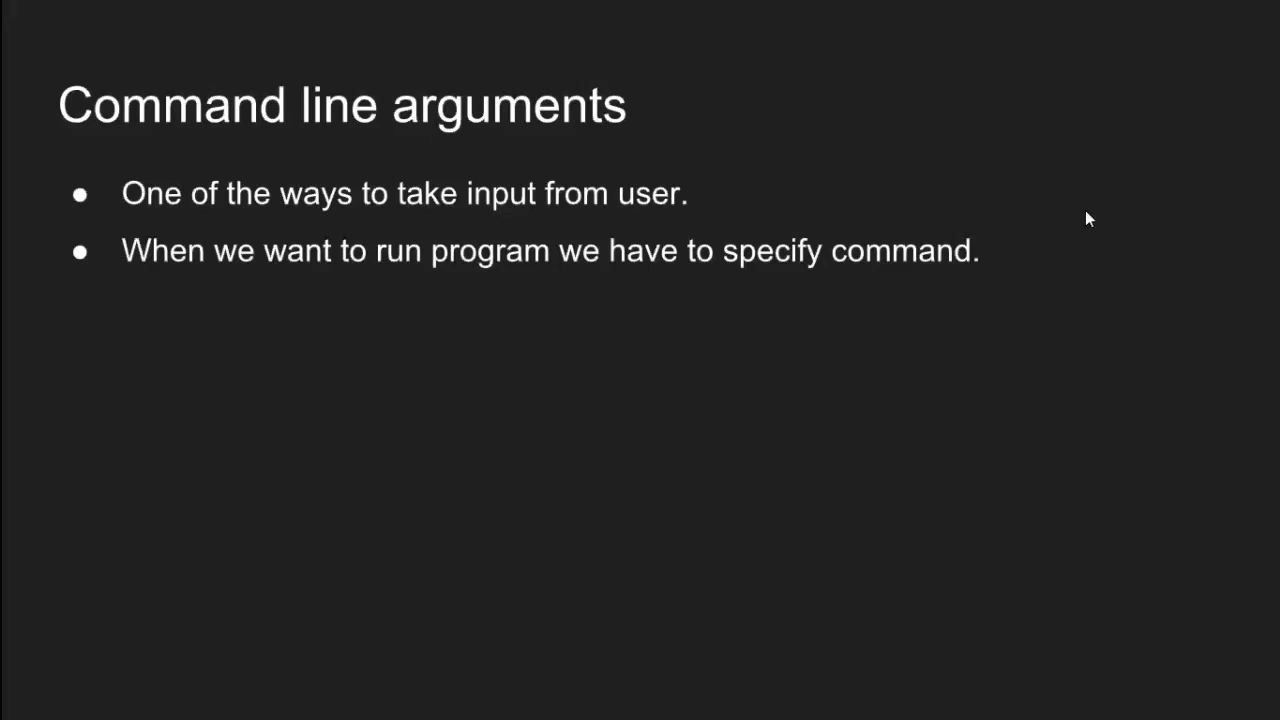 Command line arguments
● One of the ways to take input from user.
● When we want to run program we have to specify command.